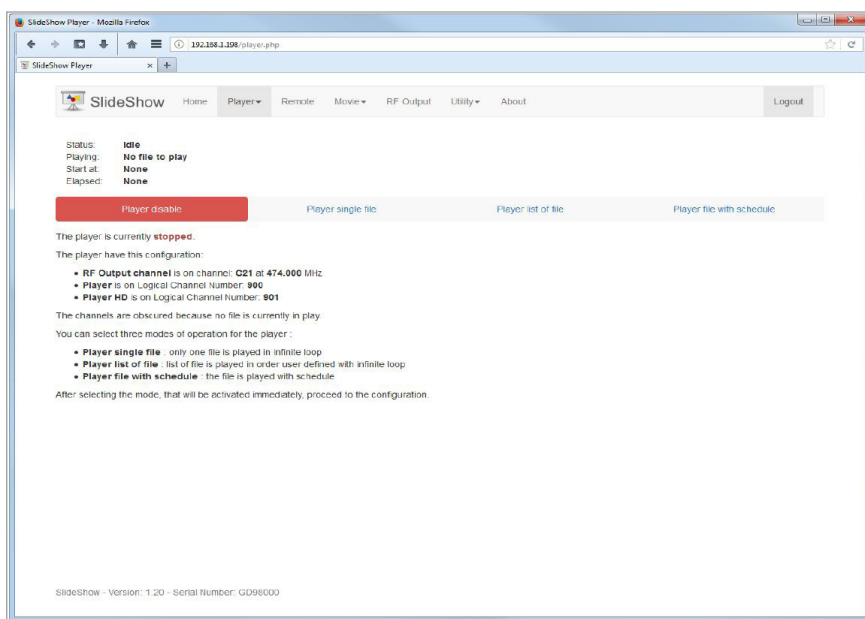 SlideShow Player - Mozilla Firefox
192.168.1.198/player.php
SlideShow Player
SlideShow Home Player Remote Movie RF Output Utility About Logout
Status: Idle
Playing: No file to play
Start at: None
Elapsed: None
Player disable Player single file Player list of file Player file with schedule
The player is currently stopped.
The player have this configuration:
• RF Output channel is on channel: C21 at 474.000 MHz
• Player is on Logical Channel Number: 900
• Player HD is on Logical Channel Number: 901
The channels are obscured because no file is currently in play.
You can select three modes of operation for the player :
• Player single file : only one file is played in infinite loop
• Player list of file : list of file is played in order user defined with infinite loop
• Player file with schedule : the file is played with schedule
After selecting the mode, that will be activated immediately, proceed to the configuration.
SlideShow - Version: 1.20 - Serial Number: GD98000